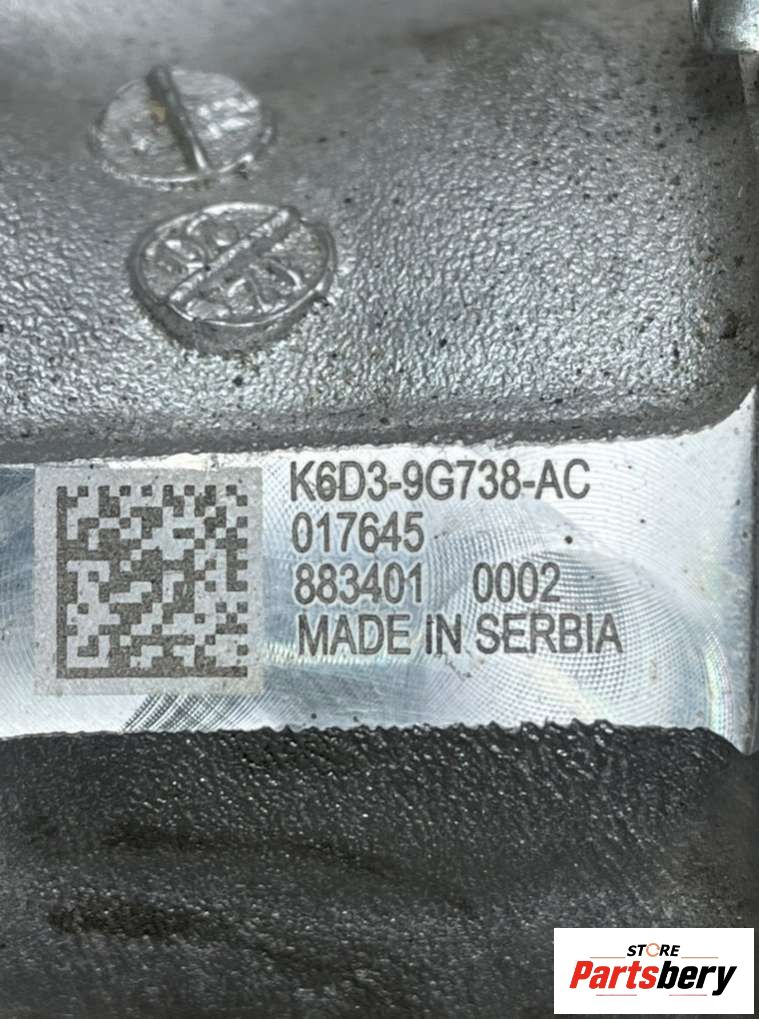 K6D3-9G738-AC
017645
883401 0002
MADE IN SERBIA
STORE
Partsbery